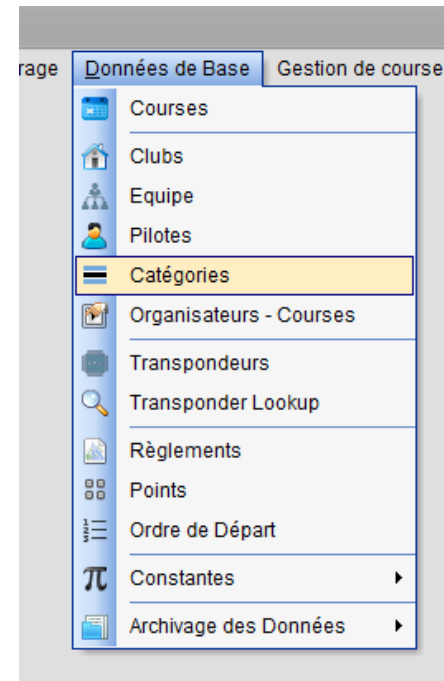 rage Données de Base Gestion de course
Courses
Clubs
Equipe
Pilotes
Catégories
Organisateurs - Courses
Transpondeurs
Transponder Lookup
Règlements
Points
Ordre de Départ
Constantes
Archivage des Données